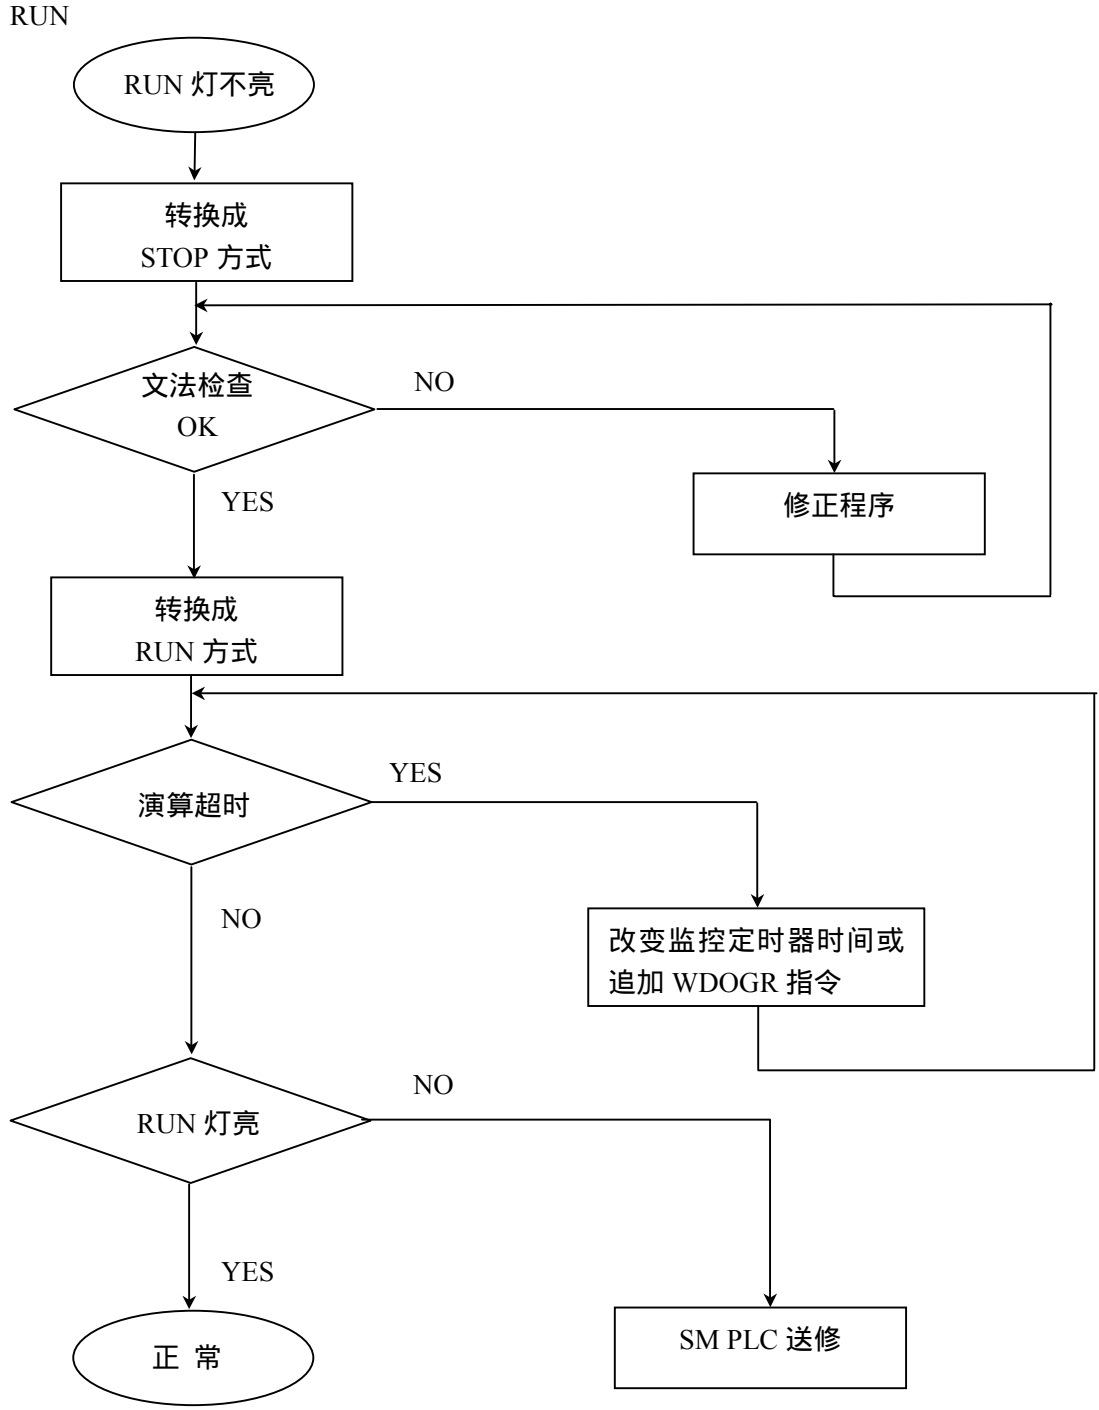 RUN
RUN 灯不亮
转换成
STOP 方式
文法检查
OK
NO
YES
修正程序
转换成
RUN 方式
演算超时
YES
NO
改变监控定时器时间或
追加 WDOGR 指令
RUN 灯亮
NO
YES
正 常
SM PLC 送修